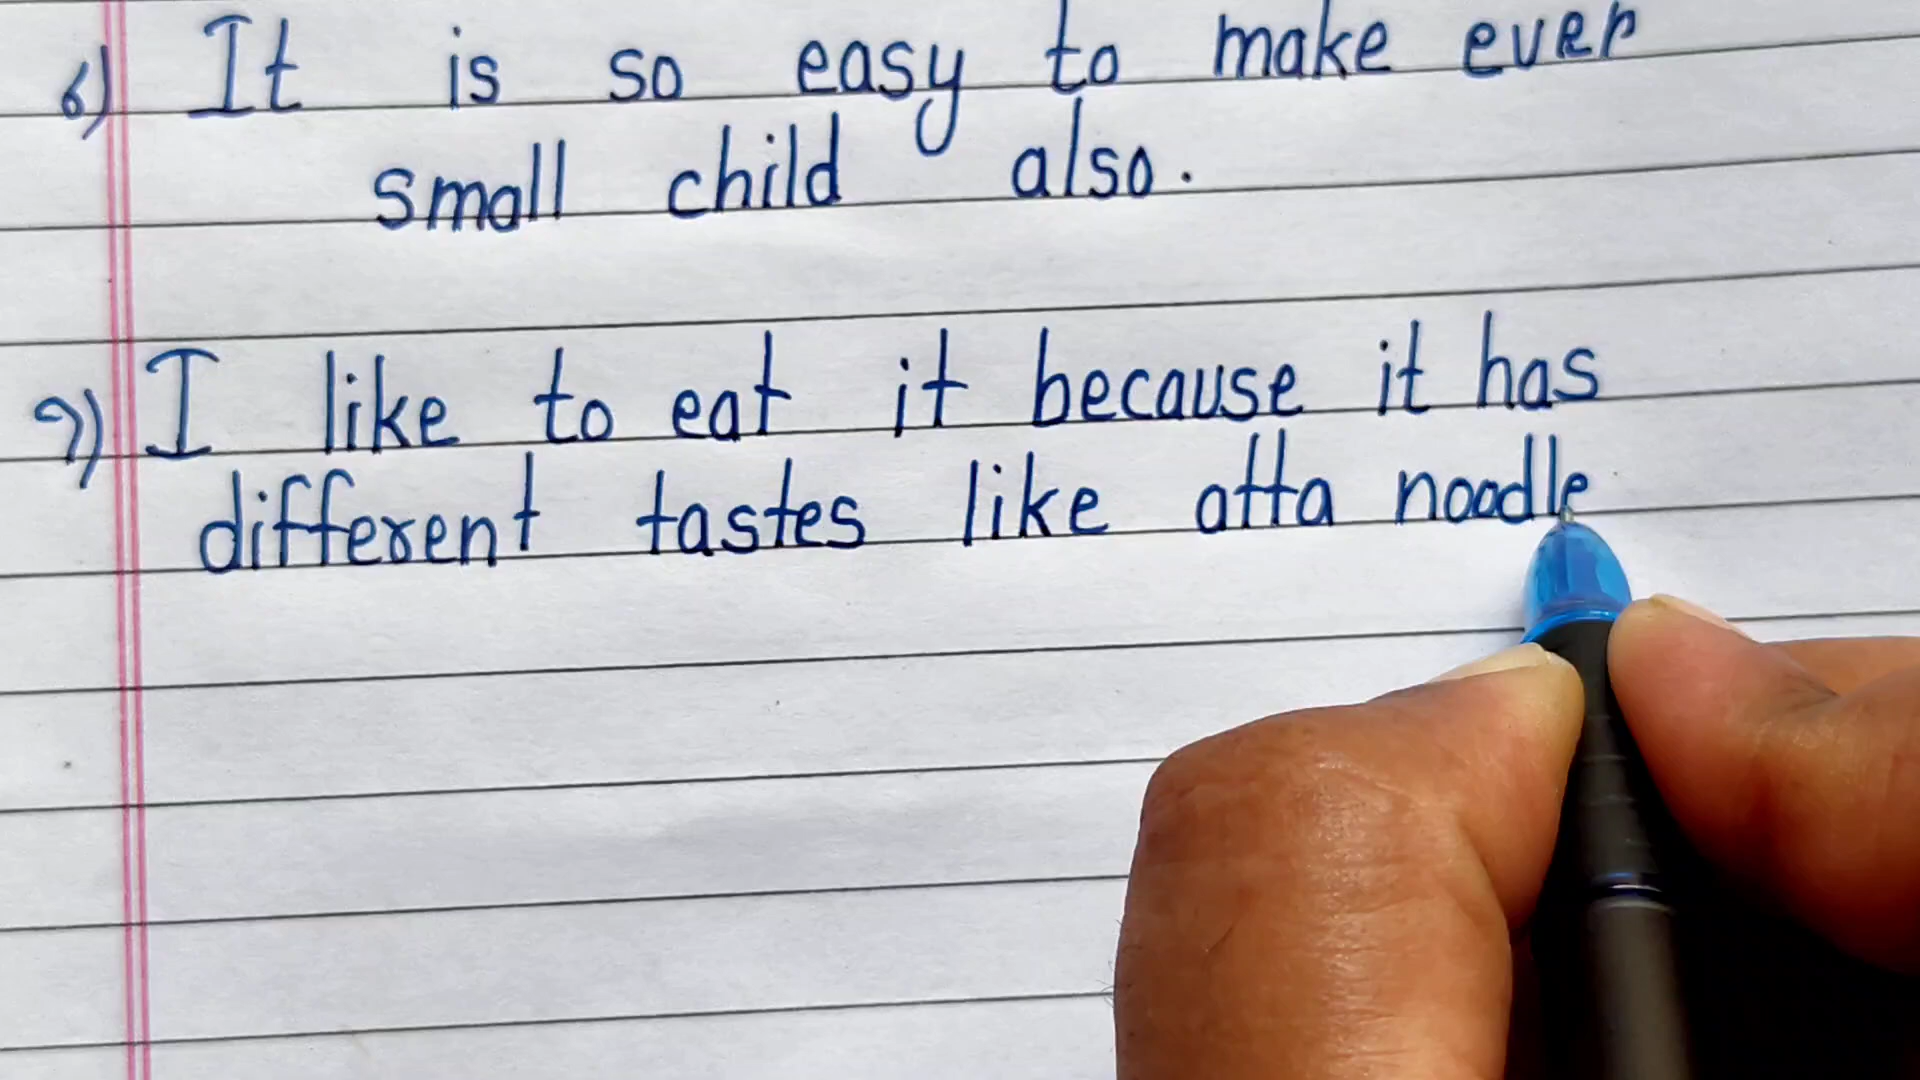 6) It is so easy to make even
small child also.
7) I like to eat it because it has
different tastes like atta noodle